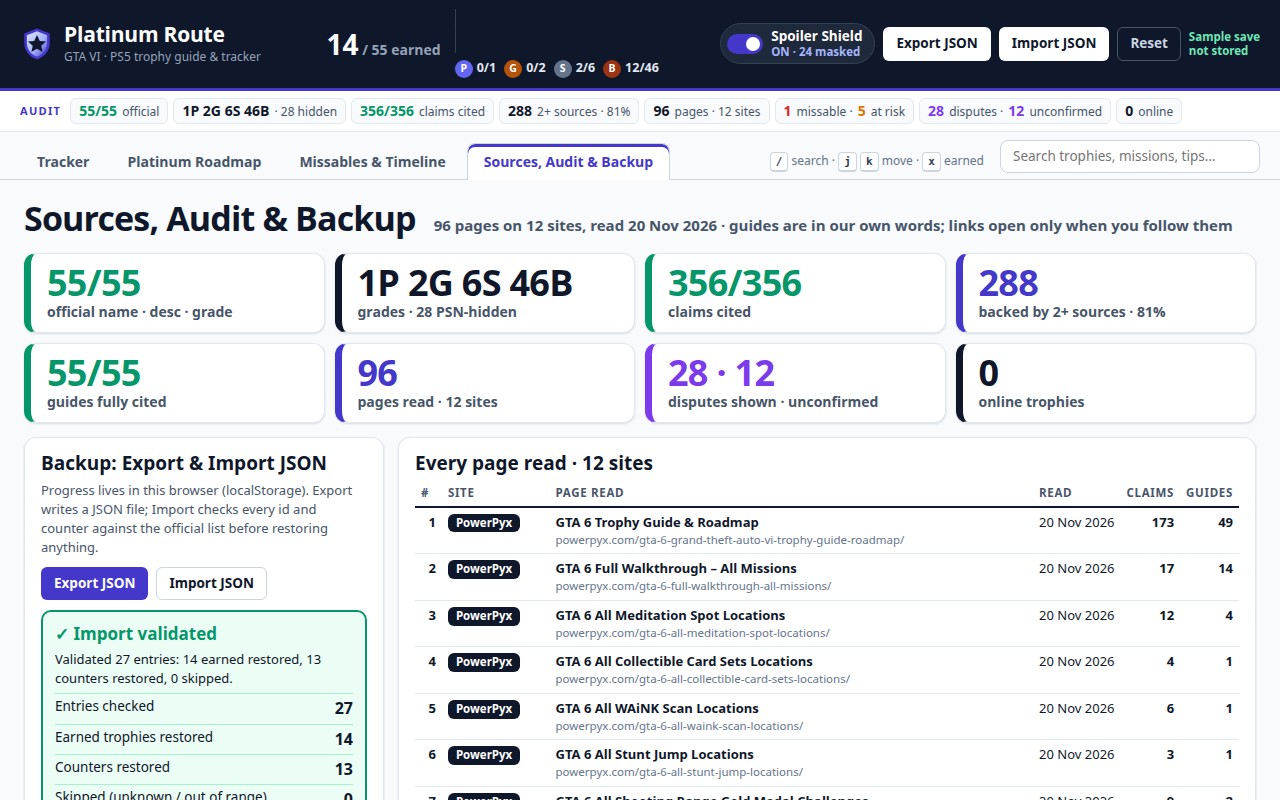 Platinum Route
GTA VI · PS5 trophy guide & tracker
14 / 55 earned
P 0/1 G 0/2 S 2/6 B 12/46
Spoiler Shield
ON · 24 masked
Export JSON
Import JSON
Reset
Sample save
not stored
AUDIT 55/55 official 1P 2G 6S 46B · 28 hidden 356/356 claims cited 288 2+ sources · 81% 96 pages · 12 sites 1 missable · 5 at risk 28 disputes · 12 unconfirmed 0 online
Tracker Platinum Roadmap Missables & Timeline Sources, Audit & Backup / search · j k move · x earned Search trophies, missions, tips...
Sources, Audit & Backup 96 pages on 12 sites, read 20 Nov 2026 · guides are in our own words; links open only when you follow them
55/55
official name · desc · grade
1P 2G 6S 46B
grades · 28 PSN-hidden
356/356
claims cited
288
backed by 2+ sources · 81%
55/55
guides fully cited
96
pages read · 12 sites
28 · 12
disputes shown · unconfirmed
0
online trophies
Backup: Export & Import JSON
Progress lives in this browser (localStorage). Export
writes a JSON file; Import checks every id and
counter against the official list before restoring
anything.
Export JSON Import JSON
✓ Import validated
Validated 27 entries: 14 earned restored, 13
counters restored, 0 skipped.
Entries checked 27
Earned trophies restored 14
Counters restored 13
Skipped (unknown / out of range) 0
Every page read · 12 sites
# SITE PAGE READ READ CLAIMS GUIDES
1 PowerPyx GTA 6 Trophy Guide & Roadmap 20 Nov 2026 173 49
powerpyx.com/gta-6-grand-theft-auto-vi-trophy-guide-roadmap/
2 PowerPyx GTA 6 Full Walkthrough – All Missions 20 Nov 2026 17 14
powerpyx.com/gta-6-full-walkthrough-all-missions/
3 PowerPyx GTA 6 All Meditation Spot Locations 20 Nov 2026 12 4
powerpyx.com/gta-6-all-meditation-spot-locations/
4 PowerPyx GTA 6 All Collectible Card Sets Locations 20 Nov 2026 4 1
powerpyx.com/gta-6-all-collectible-card-sets-locations/
5 PowerPyx GTA 6 All WAiNK Scan Locations 20 Nov 2026 6 1
powerpyx.com/gta-6-all-waink-scan-locations/
6 PowerPyx GTA 6 All Stunt Jump Locations 20 Nov 2026 3 1
powerpyx.com/gta-6-all-stunt-jump-locations/